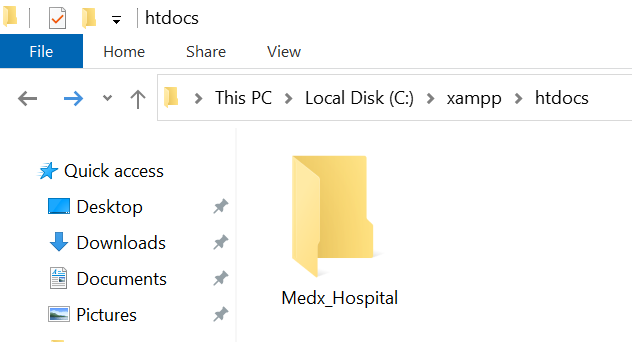 htdocs
File Home Share View
This PC Local Disk (C:) xampp htdocs
Quick access
Desktop
Downloads
Documents
Pictures
Medx_Hospital